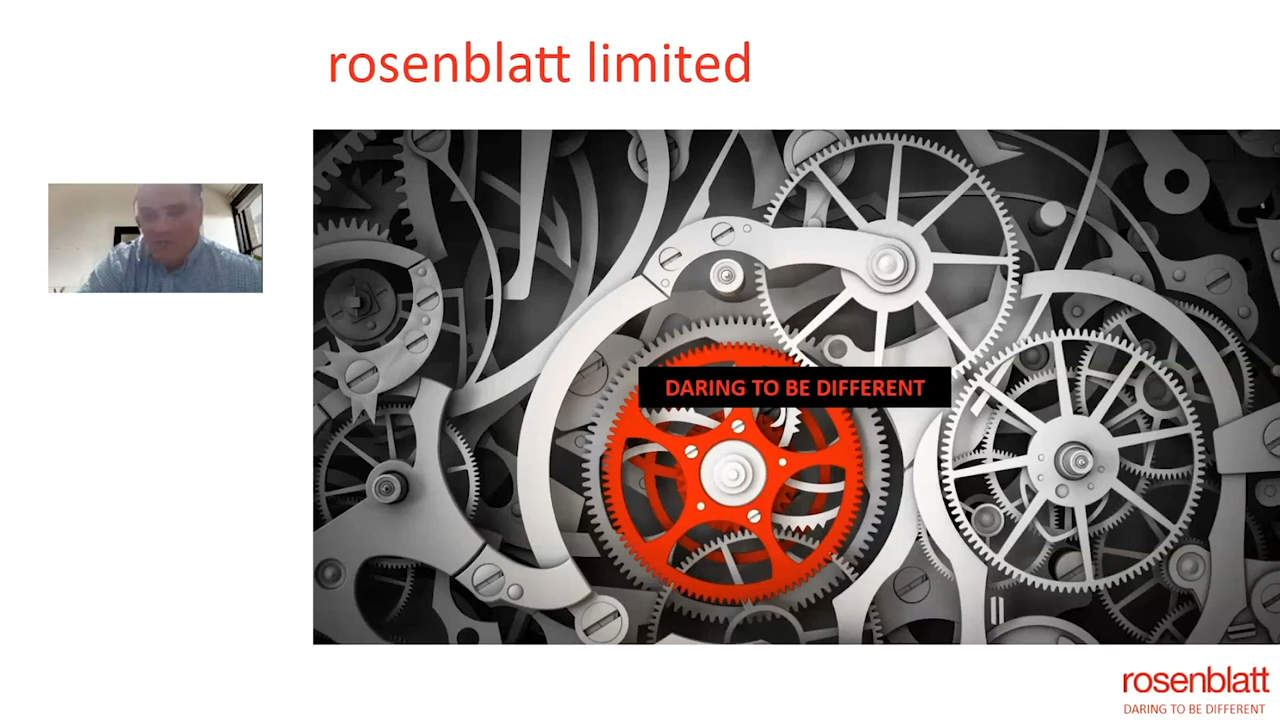 rosenblatt limited
DARING TO BE DIFFERENT
rosenblatt
DARING TO BE DIFFERENT